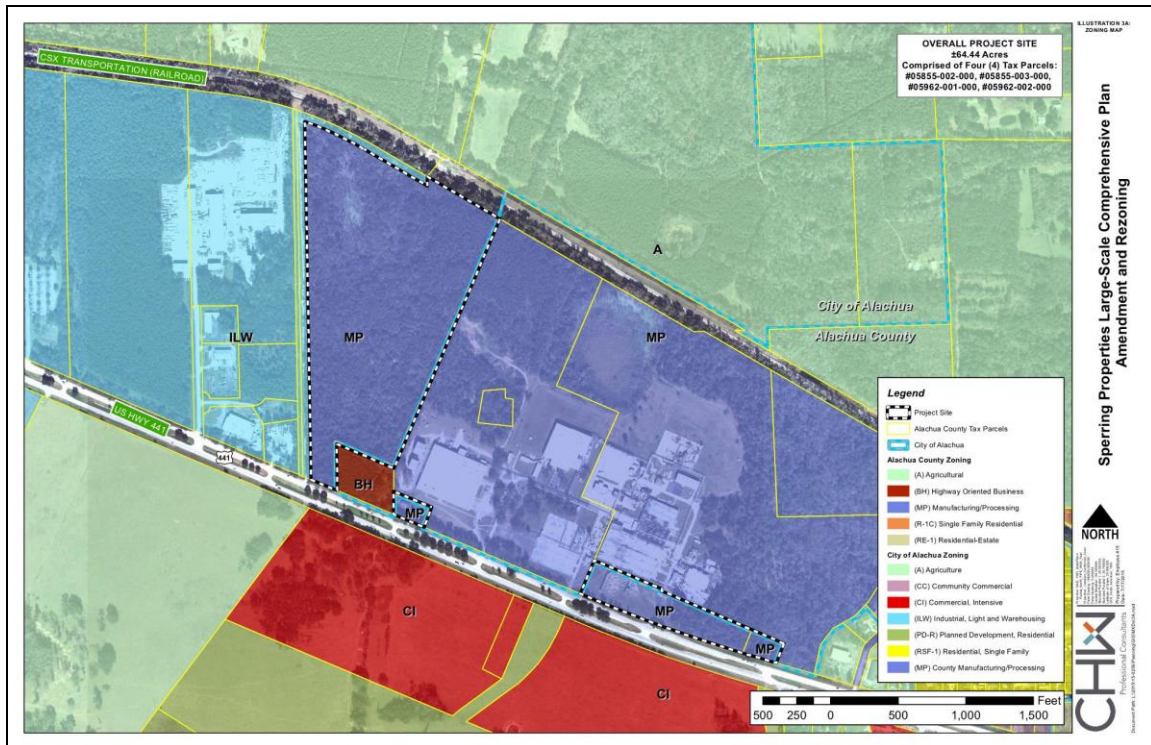 ILLUSTRATION 3A:
ZONING MAP
OVERALL PROJECT SITE
±64.44 Acres
Comprised of Four (4) Tax Parcels:
#05855-002-000, #05855-003-000,
#05962-001-000, #05962-002-000
Sperring Properties Large-Scale Comprehensive Plan
Amendment and Rezoning
CSX TRANSPORTATION (RAILROAD)
A
City of Alachua
Alachua County
ILW
MP
MP
US HWY 441
441
BH
MP
MP
MP
CI
CI
Legend
Project Site
Alachua County Tax Parcels
City of Alachua
Alachua County Zoning
(A) Agricultural
(BH) Highway Oriented Business
(MP) Manufacturing/Processing
(R-1C) Single Family Residential
(RE-1) Residential-Estate
City of Alachua Zoning
(A) Agriculture
(CC) Community Commercial
(CI) Commercial, Intensive
(ILW) Industrial, Light and Warehousing
(PD-R) Planned Development, Residential
(RSF-1) Residential, Single Family
(MP) County Manufacturing/Processing
Feet
500 250 0 500 1,000 1,500
NORTH
CHW
Professional Consultants